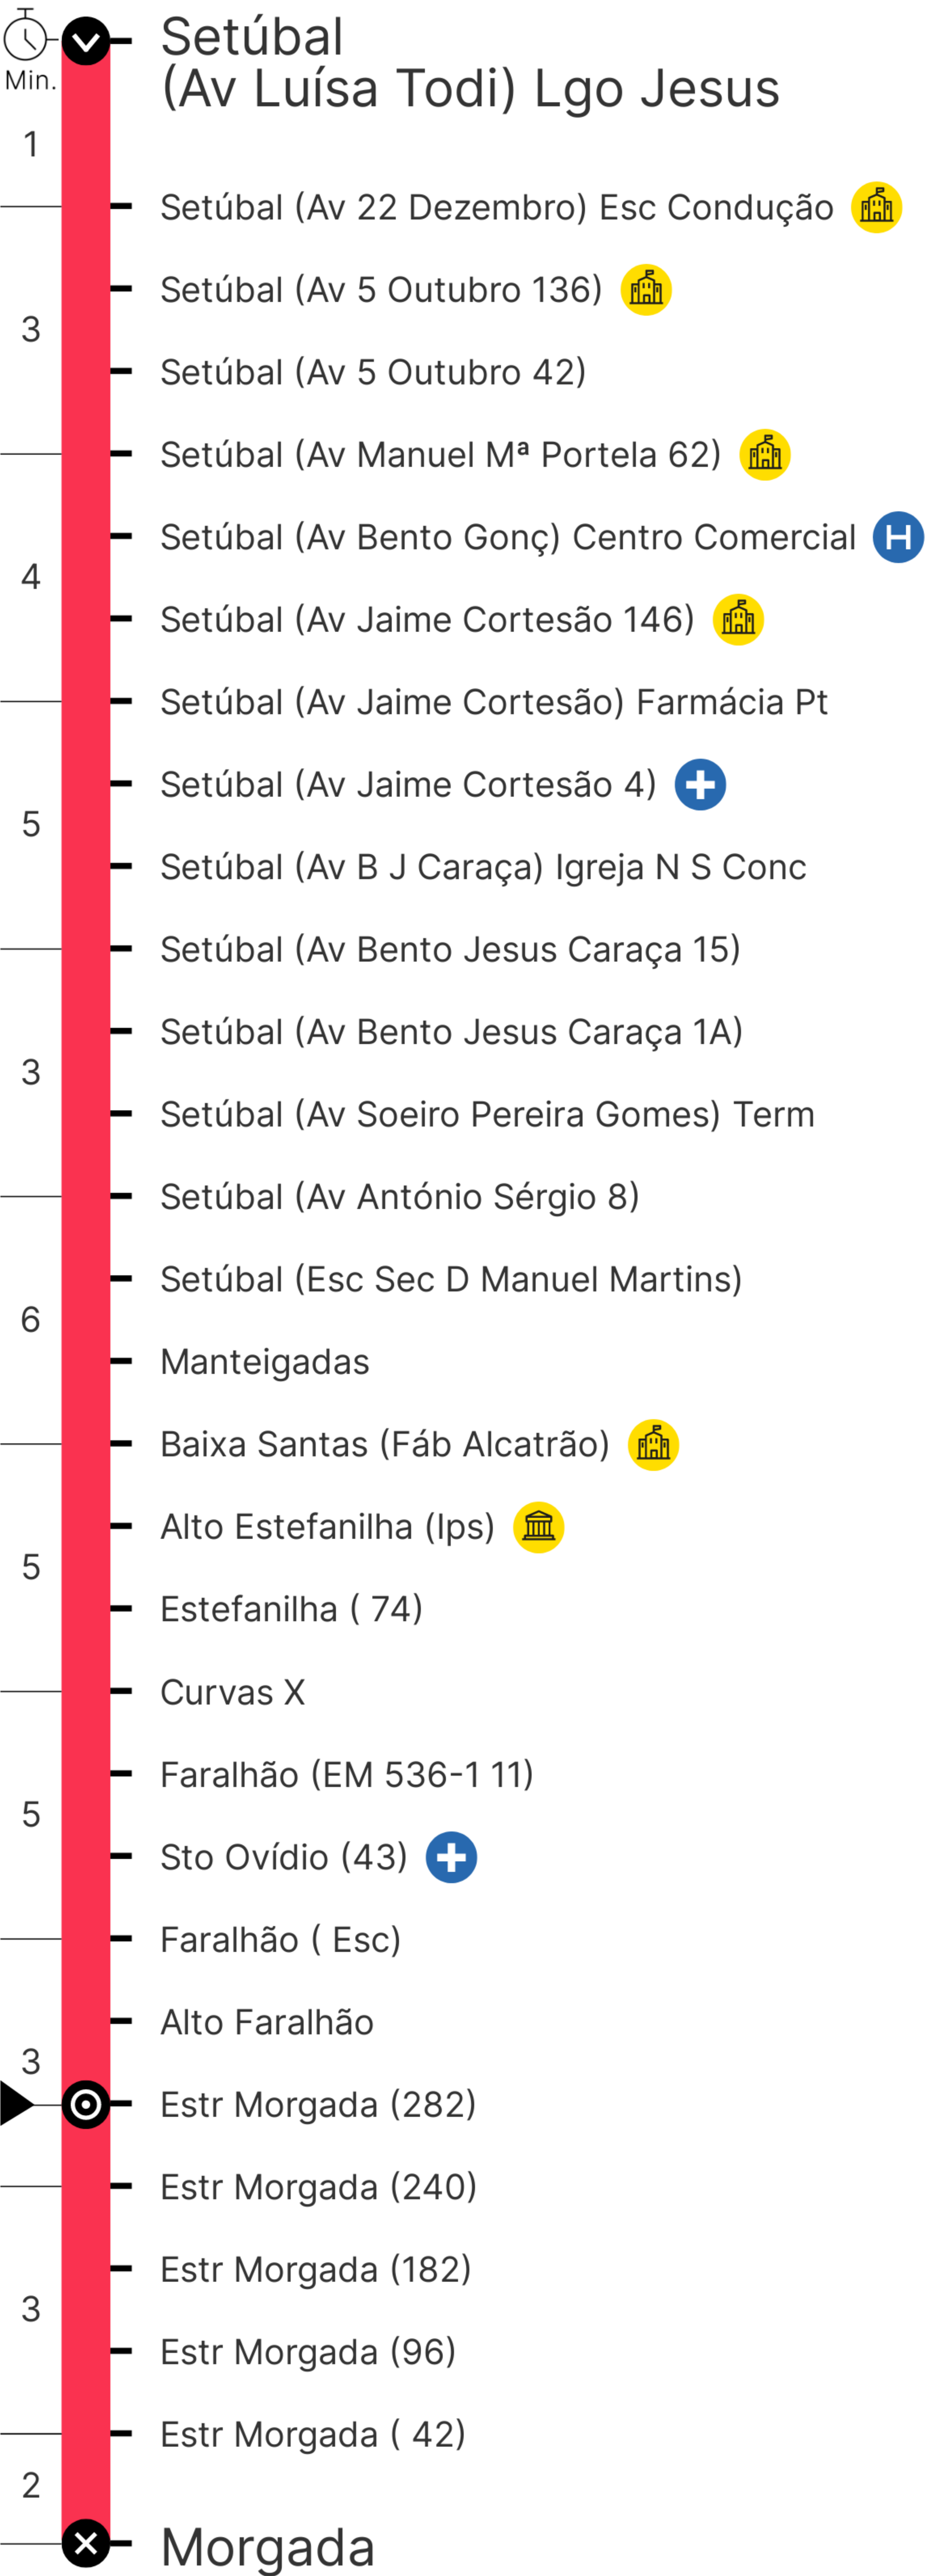 Setúbal
(Av Luísa Todi) Lgo Jesus
Min.
1
Setúbal (Av 22 Dezembro) Esc Condução
Setúbal (Av 5 Outubro 136)
3
Setúbal (Av 5 Outubro 42)
Setúbal (Av Manuel Mª Portela 62)
Setúbal (Av Bento Gonç) Centro Comercial H
4
Setúbal (Av Jaime Cortesão 146)
Setúbal (Av Jaime Cortesão) Farmácia Pt
Setúbal (Av Jaime Cortesão 4)
5
Setúbal (Av B J Caraça) Igreja N S Conc
Setúbal (Av Bento Jesus Caraça 15)
Setúbal (Av Bento Jesus Caraça 1A)
3
Setúbal (Av Soeiro Pereira Gomes) Term
Setúbal (Av António Sérgio 8)
Setúbal (Esc Sec D Manuel Martins)
6
Manteigadas
Baixa Santas (Fáb Alcatrão)
Alto Estefanilha (Ips)
5
Estefanilha ( 74)
Curvas X
Faralhão (EM 536-1 11)
5
Sto Ovídio (43)
Faralhão ( Esc)
Alto Faralhão
3
Estr Morgada (282)
Estr Morgada (240)
Estr Morgada (182)
3
Estr Morgada (96)
Estr Morgada ( 42)
2
Morgada